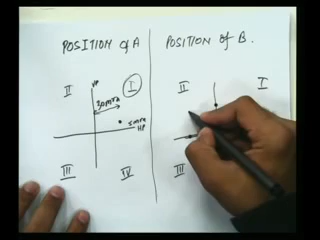 POSITION of A
POSITION of B.
VP
II
I
30mm
5mm
HP
III
IV
II
I
III